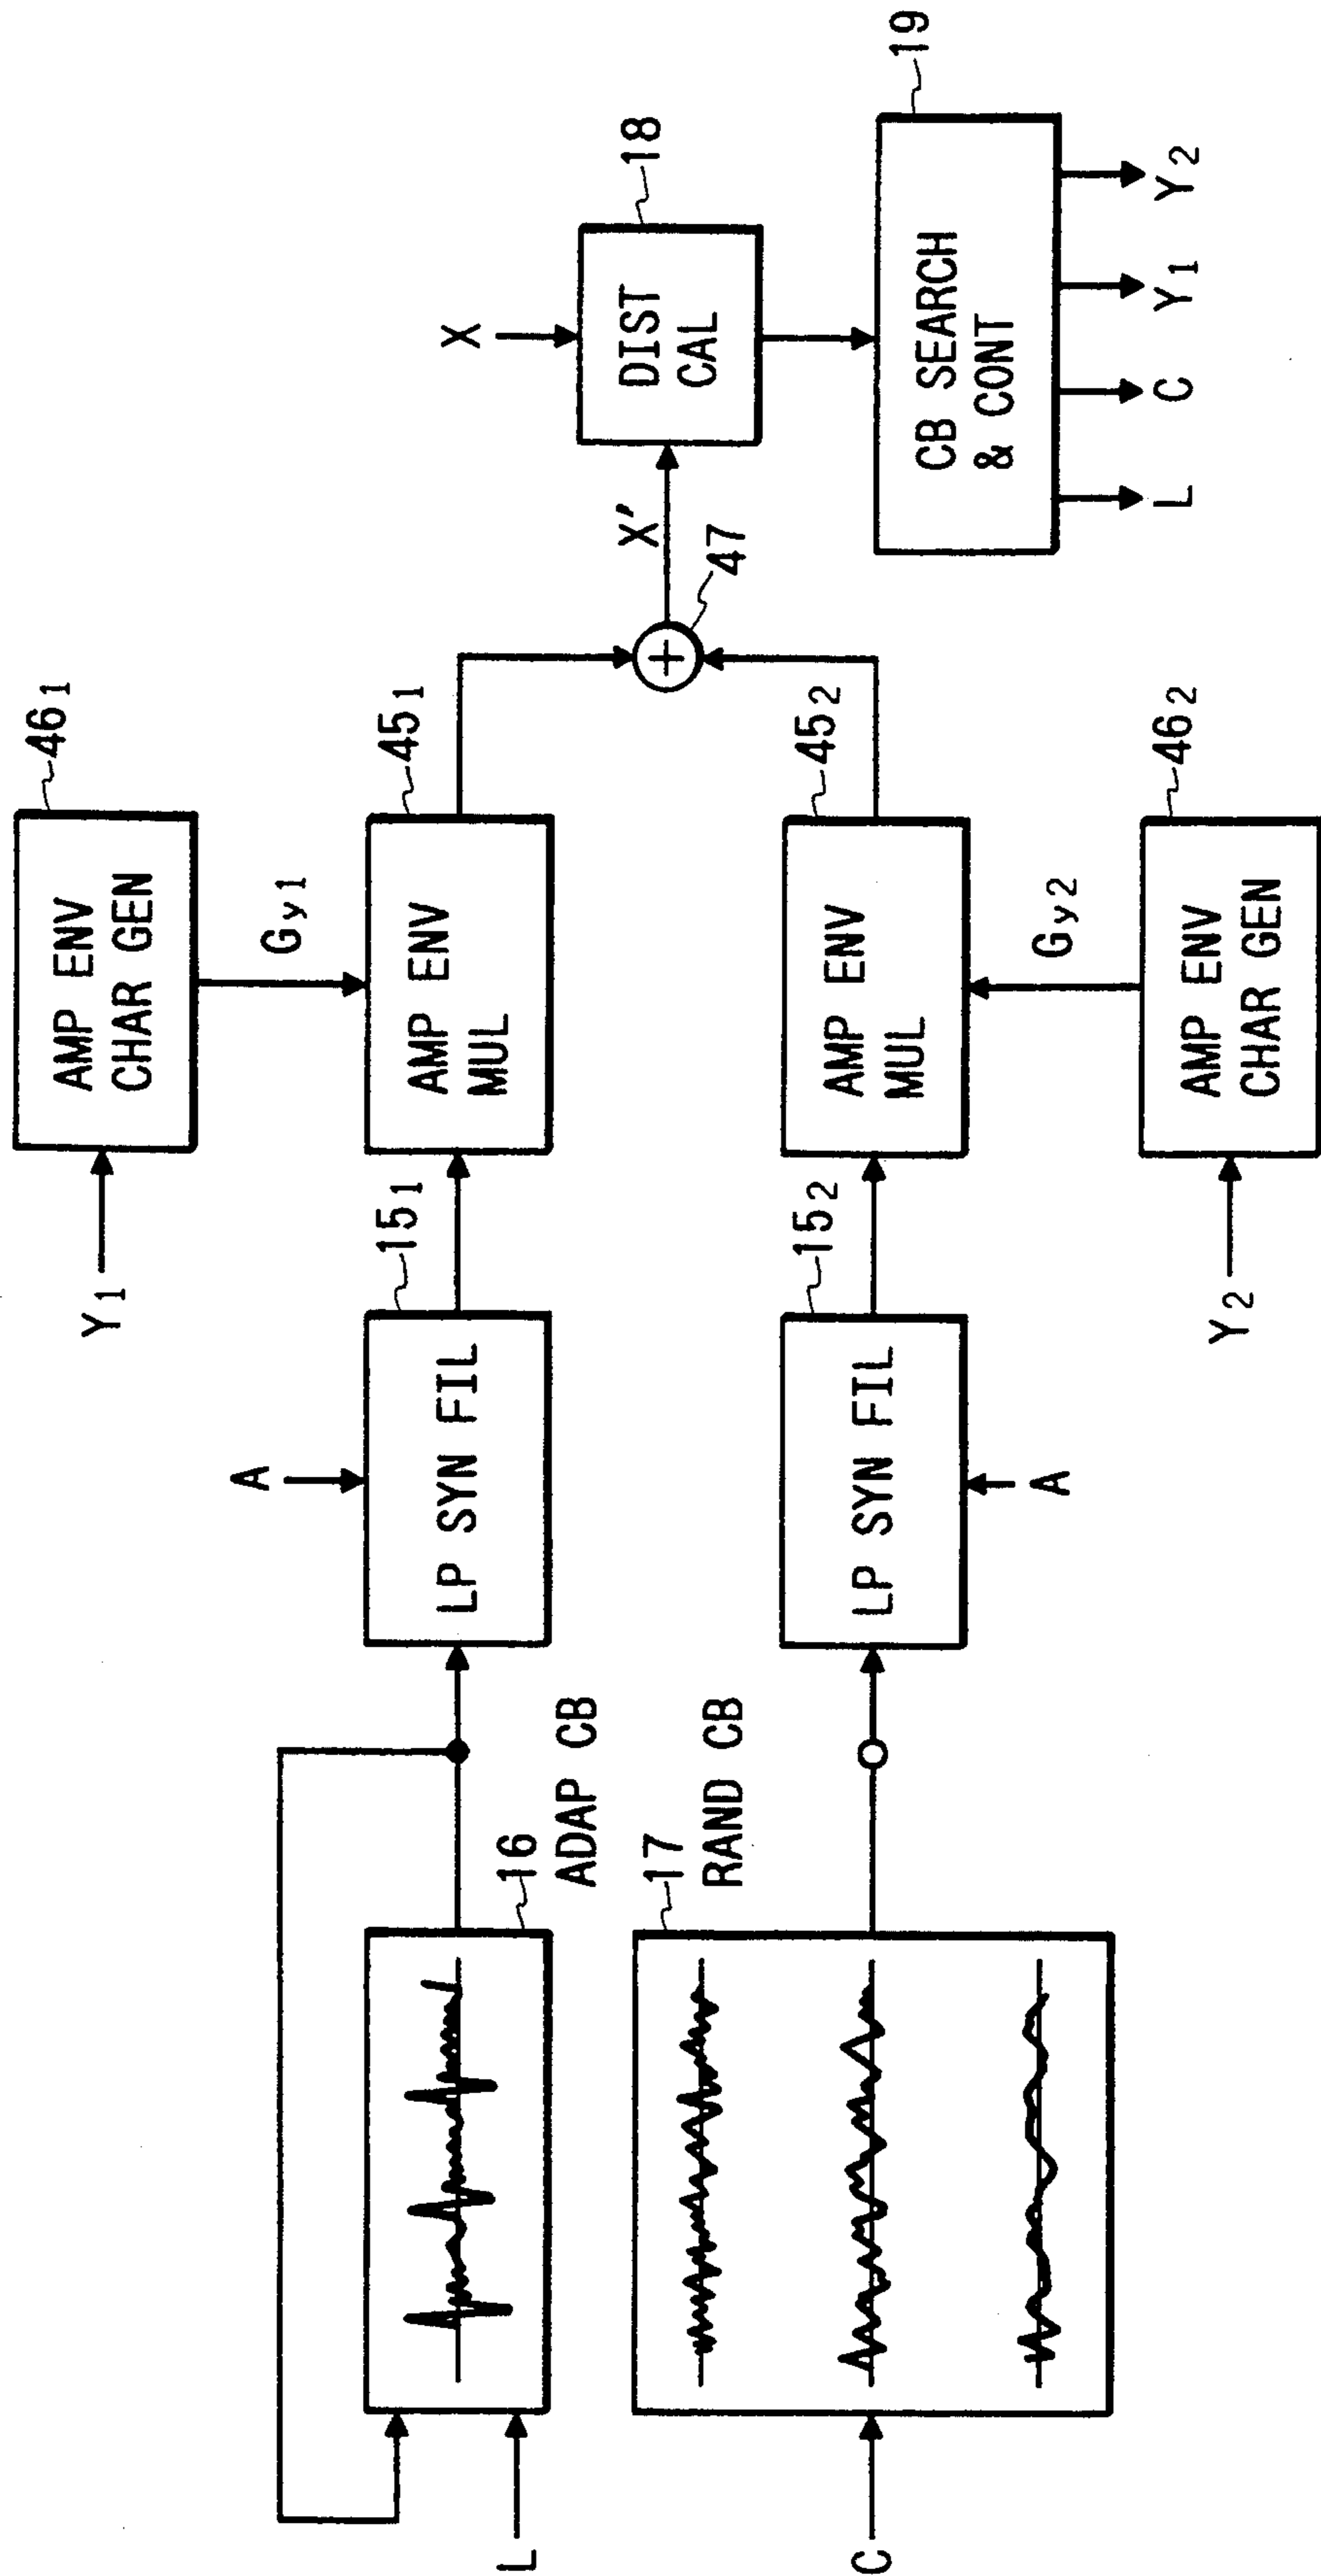 Y1
AMP ENV
CHAR GEN
46₁
Gy1
A
LP SYN FIL
15₁
AMP ENV
MUL
45₁
L
16
ADAP CB
X
X'
47
DIST
CAL
18
17
RAND CB
C
A
LP SYN FIL
15₂
AMP ENV
MUL
45₂
Gy2
Y2
AMP ENV
CHAR GEN
46₂
CB SEARCH
& CONT
19
L
C
Y1
Y2